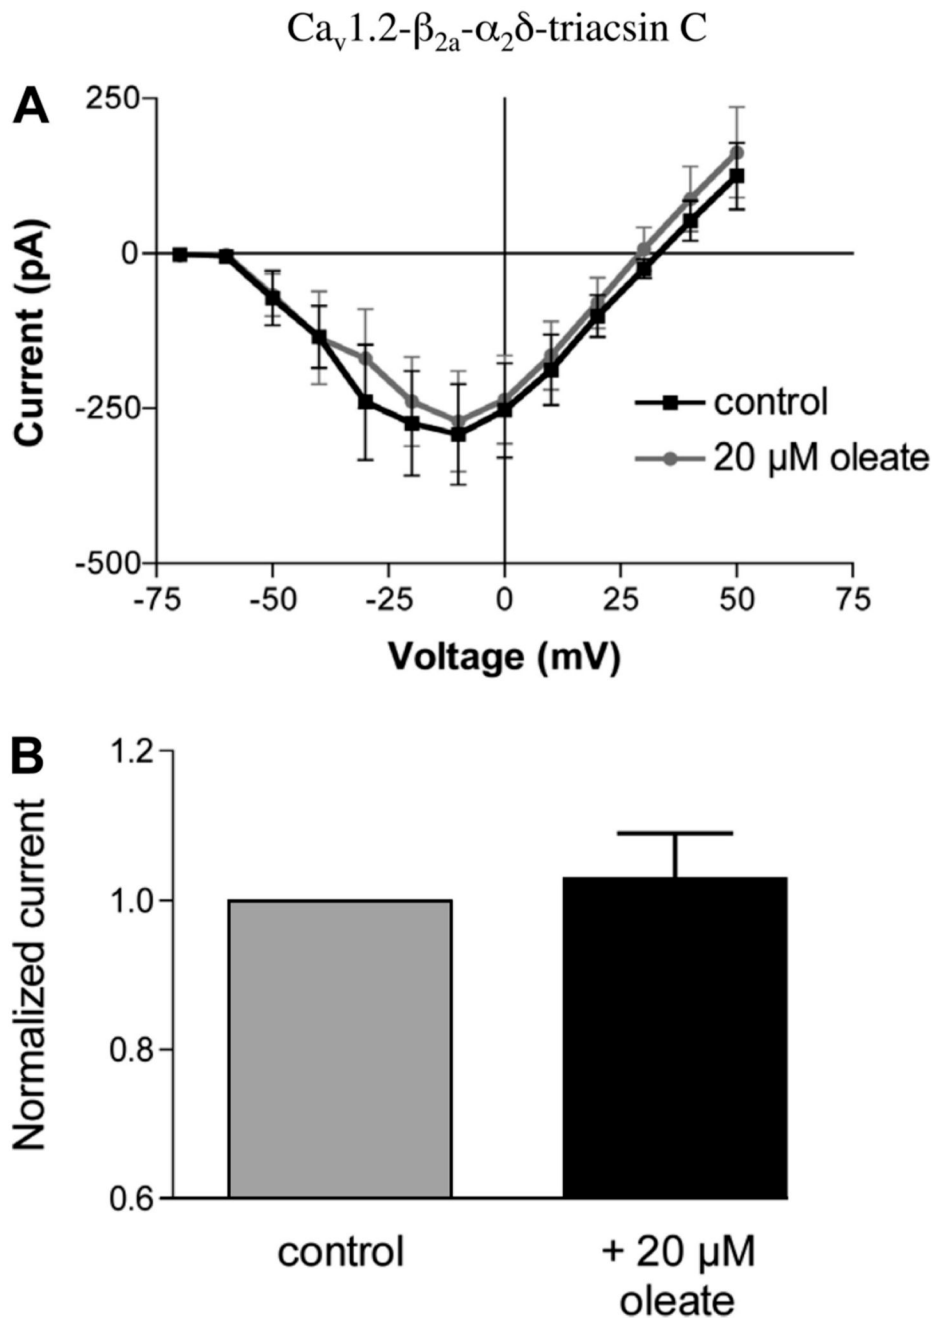 Caᵥ1.2-β₂ₐ-α₂δ-triacsin C
A
250
0
-250
-500
Current (pA)
control
20 μM oleate
-75 -50 -25 0 25 50 75
Voltage (mV)
B
1.2
1.0
0.8
0.6
Normalized current
control
+ 20 μM
oleate